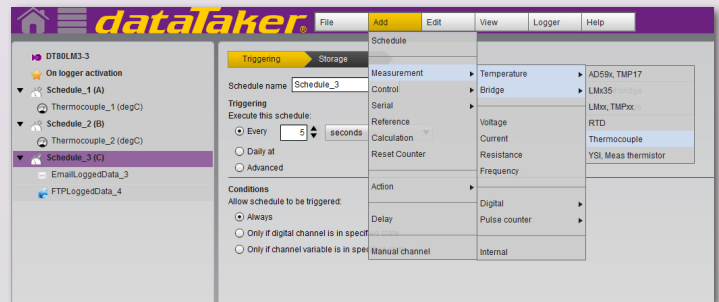 dataTaker®
File Add Edit View Logger Help
DT80LM3-3
On logger activation
Schedule_1 (A)
Thermocouple_1 (degC)
Schedule_2 (B)
Thermocouple_2 (degC)
Schedule_3 (C)
EmailLoggedData_3
FTPLoggedData_4
Triggering Storage
Schedule name Schedule_3
Triggering
Execute this schedule:
Every 5 seconds
Daily at
Advanced
Conditions
Allow schedule to be triggered:
Always
Only if digital channel is in specif
Only if channel variable is in spec
Schedule
Measurement
Control
Serial
Reference
Calculation
Reset Counter
Action
Delay
Manual channel
Temperature
Bridge
Voltage
Current
Resistance
Frequency
Digital
Pulse counter
Internal
AD59x, TMP17
LMx35
LMxx, TMPxx
RTD
Thermocouple
YSI, Meas thermistor